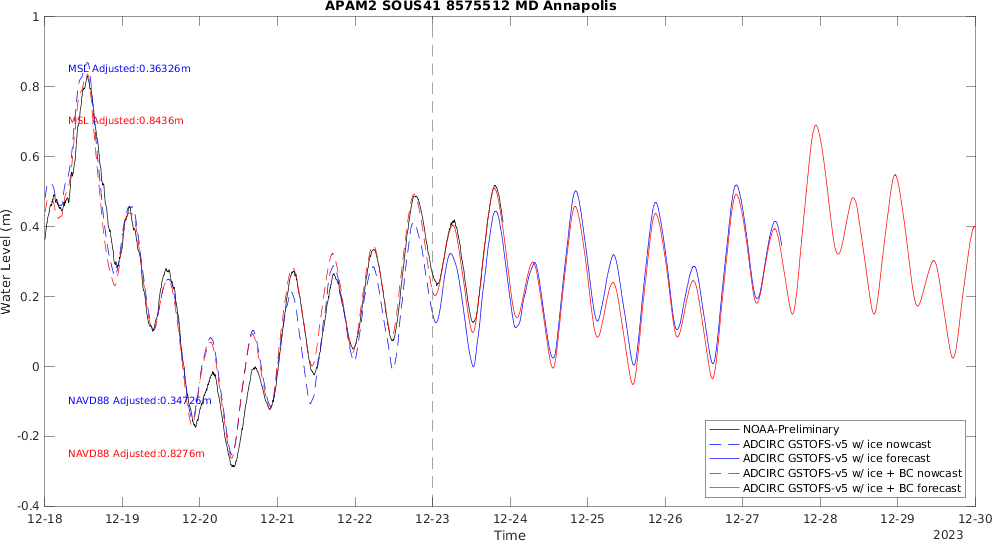 APAM2 SOUS41 8575512 MD Annapolis
1
0.8
0.6
0.4
0.2
0
-0.2
-0.4
Water Level (m)
MSL Adjusted:0.36326m
MSL Adjusted:0.8436m
NAVD88 Adjusted:0.34726m
NAVD88 Adjusted:0.8276m
NOAA-Preliminary
ADCIRC GSTOFS-v5 w/ ice nowcast
ADCIRC GSTOFS-v5 w/ ice forecast
ADCIRC GSTOFS-v5 w/ ice + BC nowcast
ADCIRC GSTOFS-v5 w/ ice + BC forecast
12-18 12-19 12-20 12-21 12-22 12-23 12-24 12-25 12-26 12-27 12-28 12-29 12-30
Time
2023